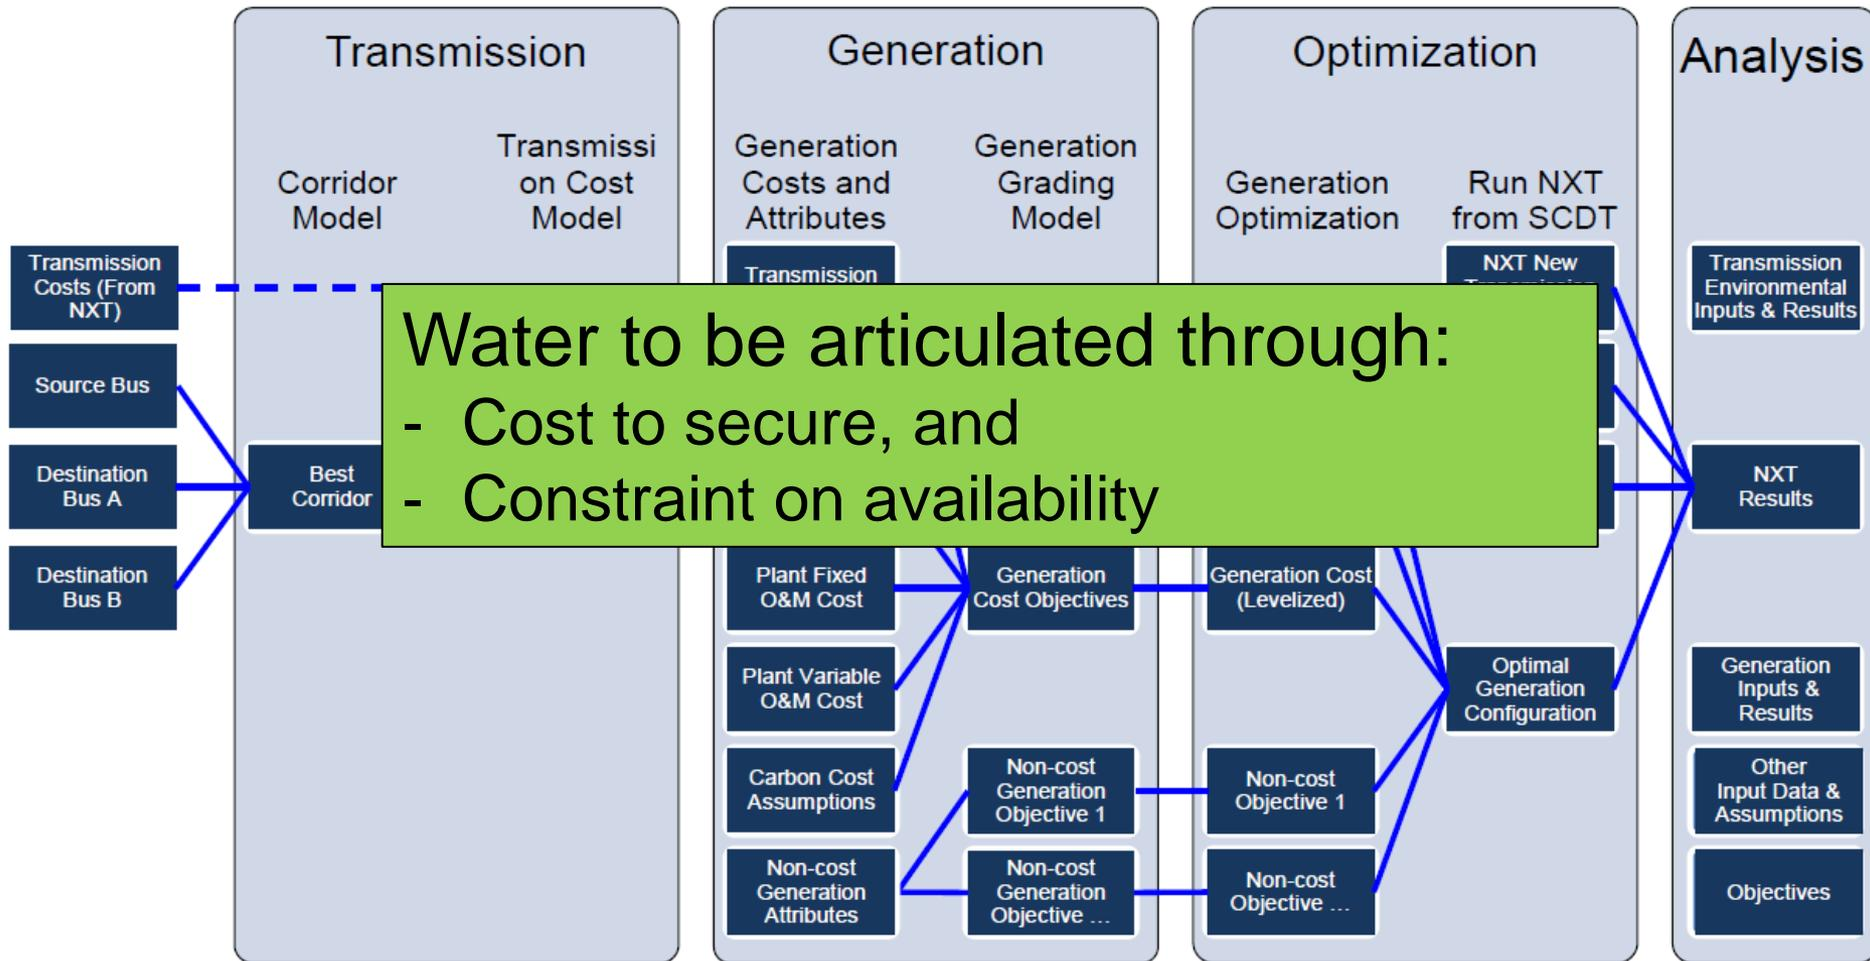 Transmission
Generation
Optimization
Analysis
Corridor
Model
Transmissi
on Cost
Model
Generation
Costs and
Attributes
Generation
Grading
Model
Generation
Optimization
Run NXT
from SCDT
Transmission
Costs (From
NXT)
Source Bus
Destination
Bus A
Destination
Bus B
Best
Corridor
Transmission
NXT New
Transmission
Environmental
Inputs & Results
Water to be articulated through:
- Cost to secure, and
- Constraint on availability
NXT
Results
Plant Fixed
O&M Cost
Generation
Cost Objectives
Generation Cost
(Levelized)
Plant Variable
O&M Cost
Optimal
Generation
Configuration
Generation
Inputs &
Results
Carbon Cost
Assumptions
Non-cost
Generation
Objective 1
Non-cost
Objective 1
Other
Input Data &
Assumptions
Non-cost
Generation
Attributes
Non-cost
Generation
Objective ...
Non-cost
Objective ...
Objectives